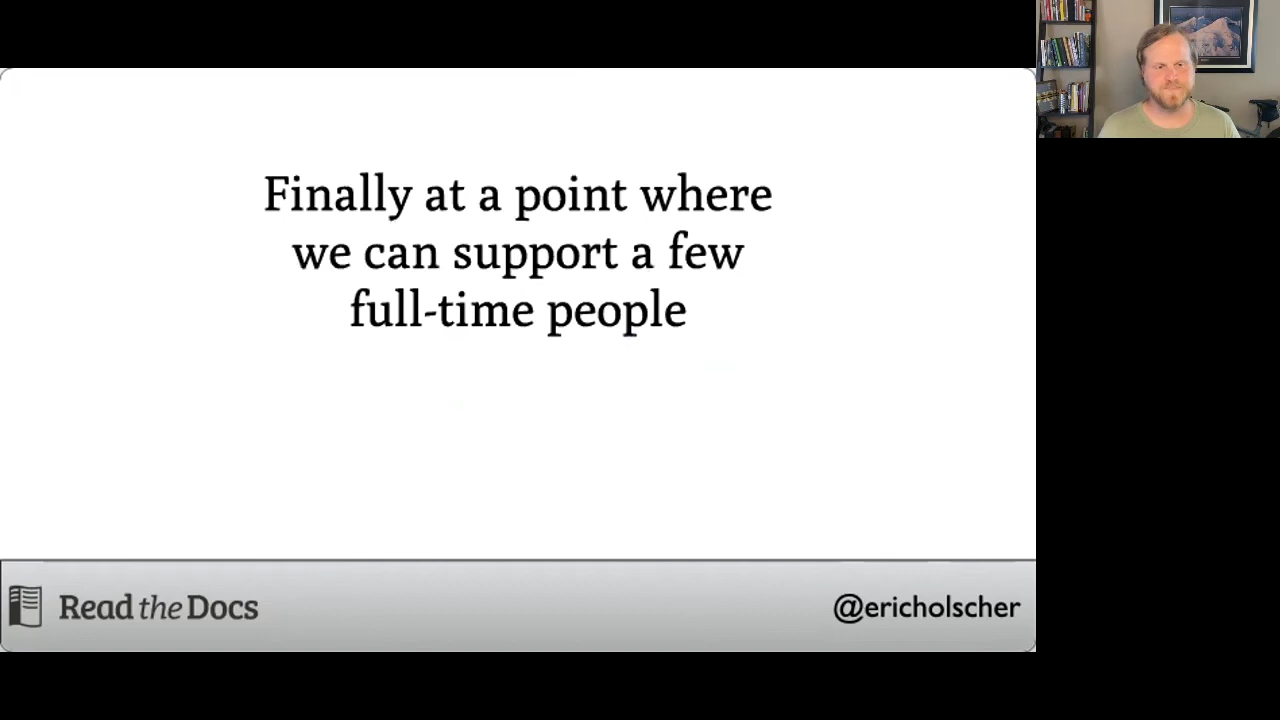 Finally at a point where
we can support a few
full-time people
Read the Docs
@ericholscher